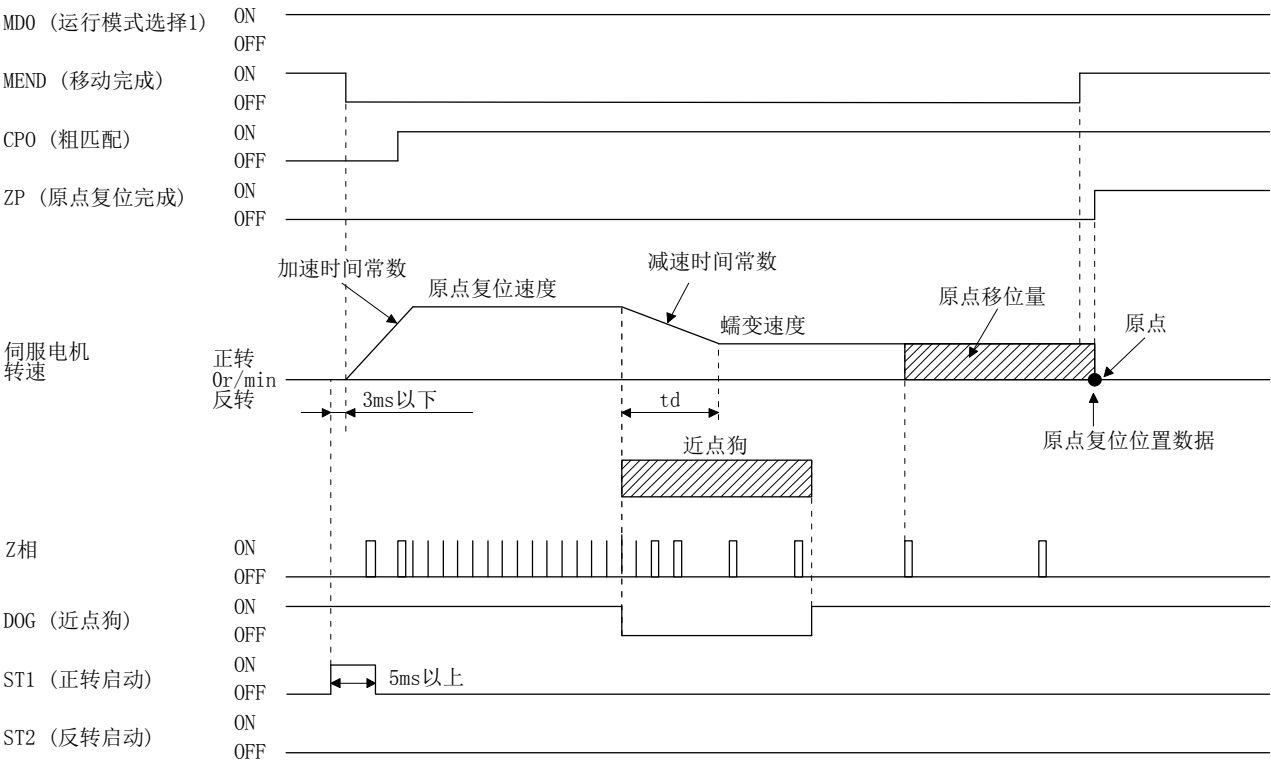 MD0 (运行模式选择1)
ON
OFF
MEND (移动完成)
ON
OFF
CPO (粗匹配)
ON
OFF
ZP (原点复位完成)
ON
OFF
加速时间常数
原点复位速度
减速时间常数
蠕变速度
原点移位量
原点
伺服电机
转速
正转
0r/min
反转
3ms以下
td
原点复位位置数据
近点狗
Z相
ON
OFF
DOG (近点狗)
ON
OFF
ST1 (正转启动)
ON
OFF
5ms以上
ST2 (反转启动)
ON
OFF